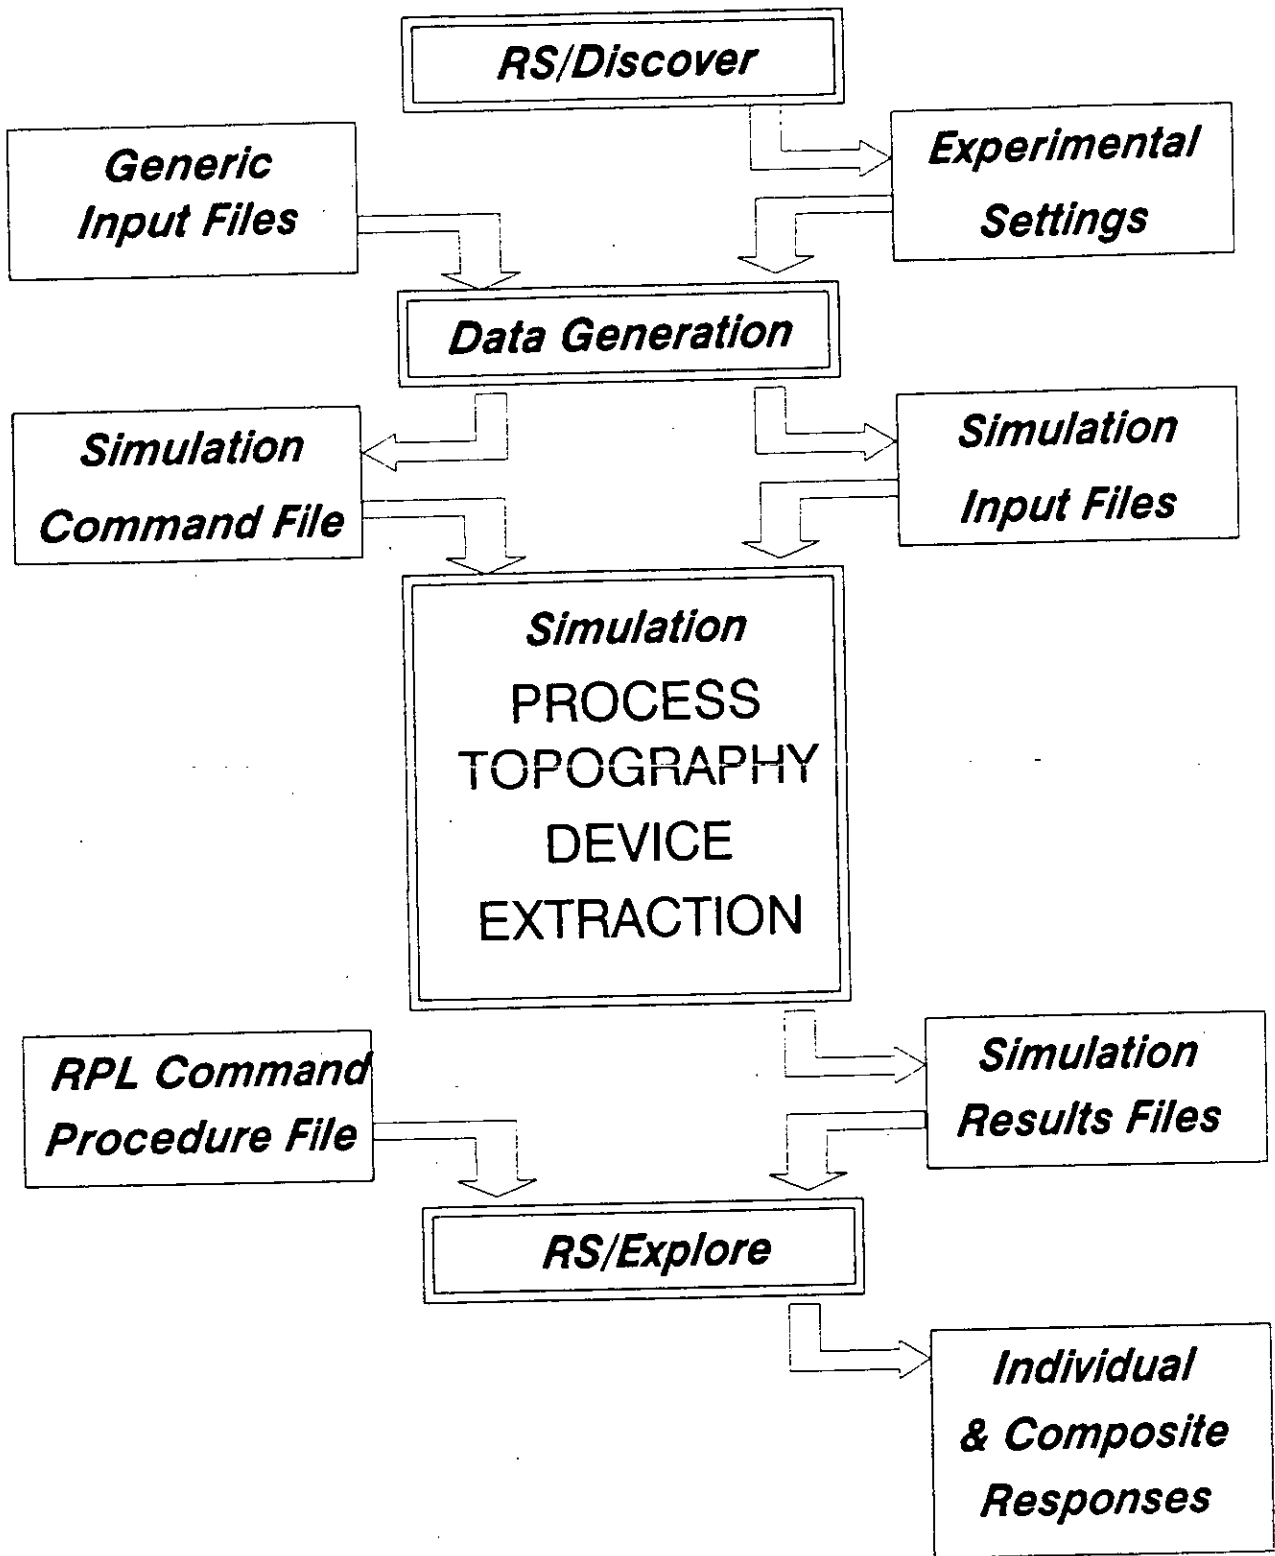 RS/Discover
Generic
Input Files
Experimental
Settings
Data Generation
Simulation
Command File
Simulation
Input Files
Simulation
PROCESS
TOPOGRAPHY
DEVICE
EXTRACTION
RPL Command
Procedure File
Simulation
Results Files
RS/Explore
Individual
& Composite
Responses